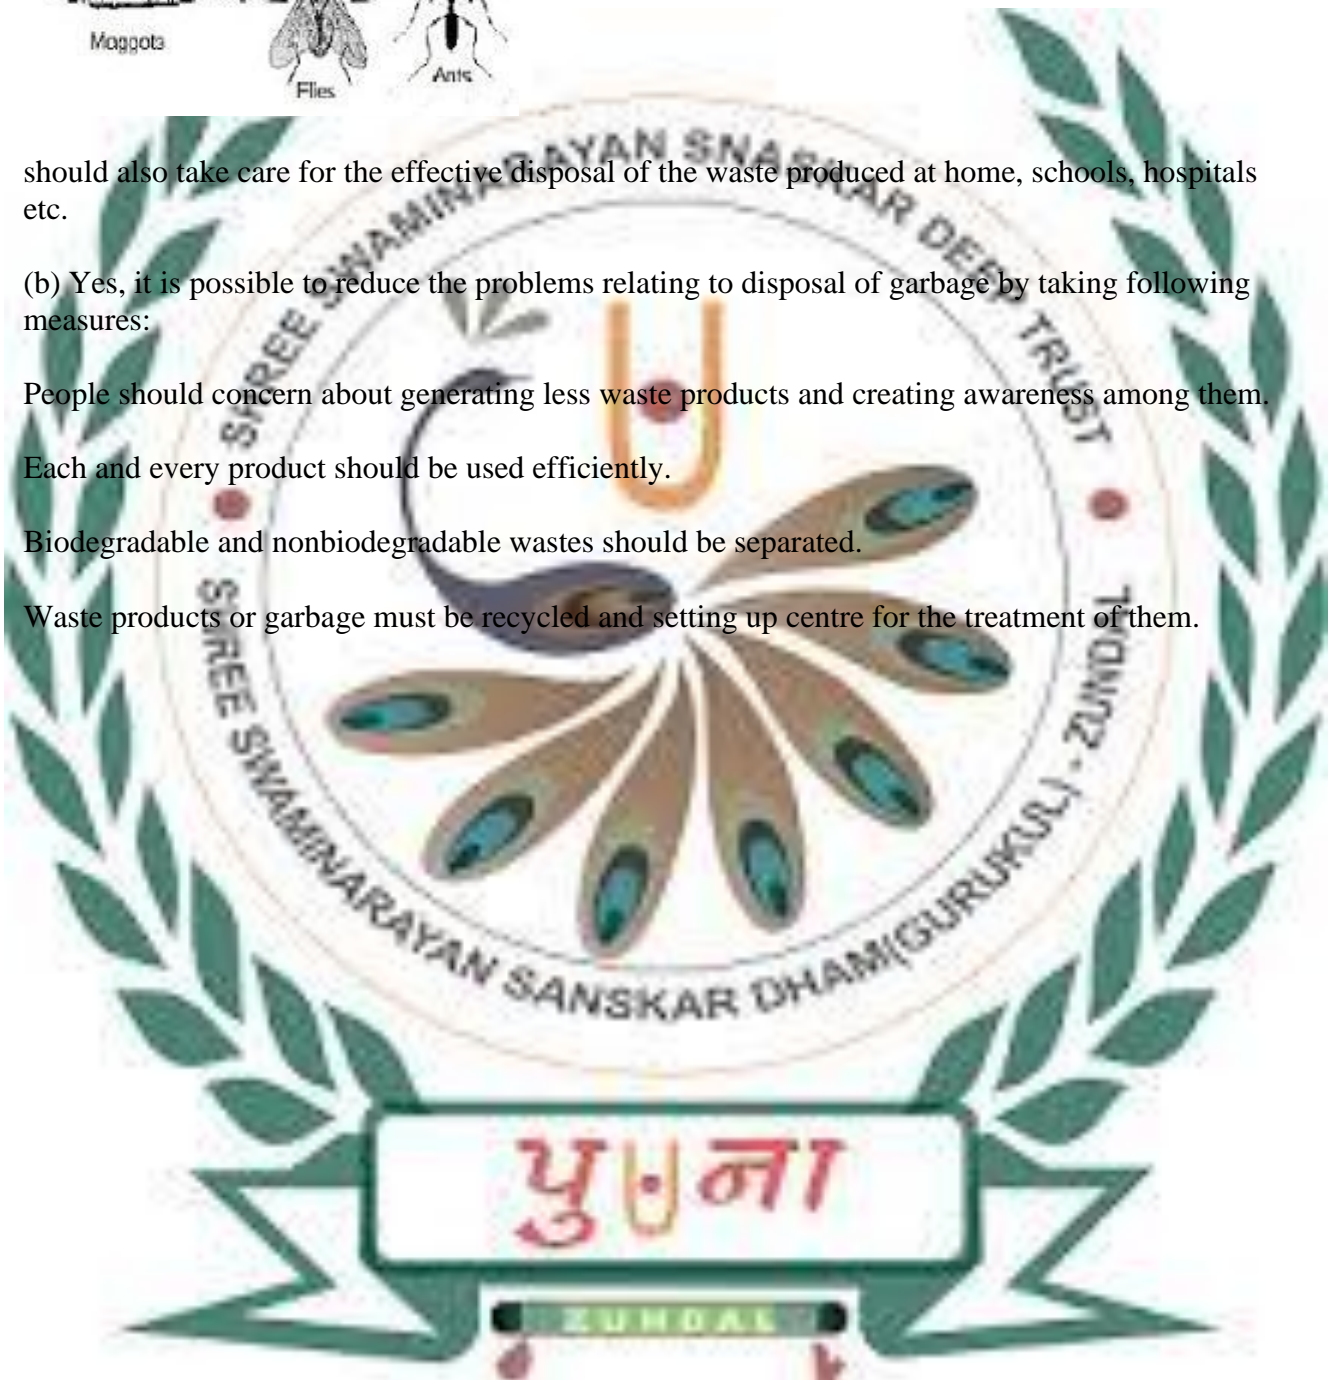 Maggots
Flies
Ants
should also take care for the effective disposal of the waste produced at home, schools, hospitals
etc.
(b) Yes, it is possible to reduce the problems relating to disposal of garbage by taking following
measures:
People should concern about generating less waste products and creating awareness among them.
Each and every product should be used efficiently.
Biodegradable and nonbiodegradable wastes should be separated.
Waste products or garbage must be recycled and setting up centre for the treatment of them.
SHREE SWAMINARAYAN SNASKAR DEEP TRUST
SHREE SWAMINARAYAN SANSKAR DHAM(GURUKUL) - ZUNDAL
पुना
ZUNDAL